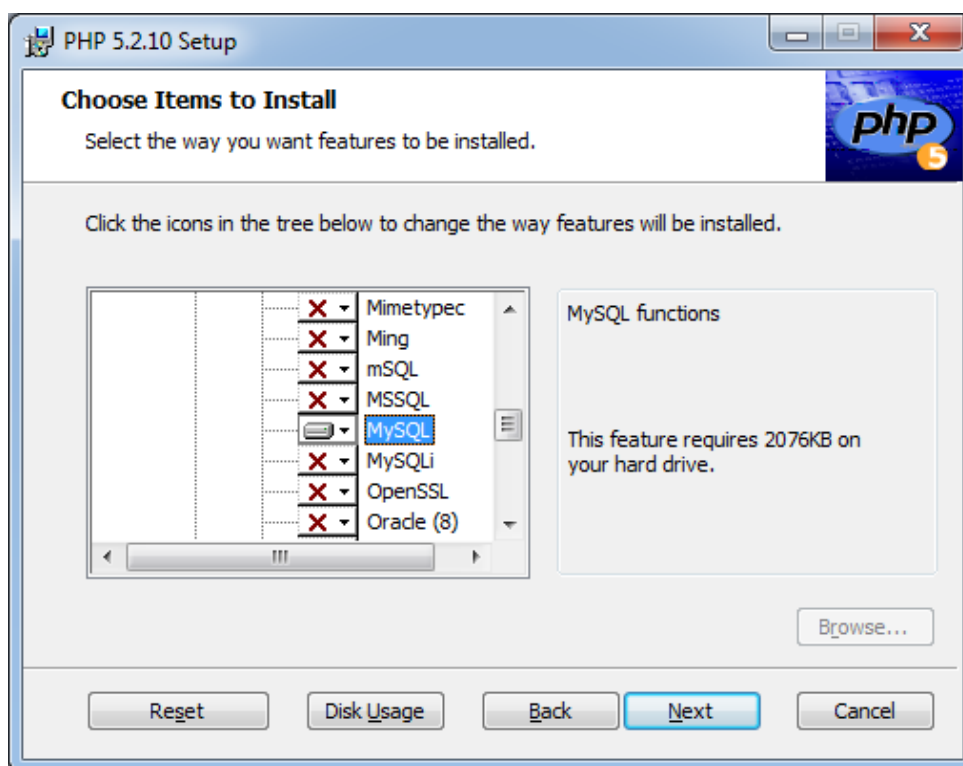 PHP 5.2.10 Setup
Choose Items to Install
Select the way you want features to be installed.
php
5
Click the icons in the tree below to change the way features will be installed.
Mimetypec
Ming
mSQL
MSSQL
MySQL
MySQLi
OpenSSL
Oracle (8)
MySQL functions
This feature requires 2076KB on
your hard drive.
Browse...
Reset
Disk Usage
Back
Next
Cancel